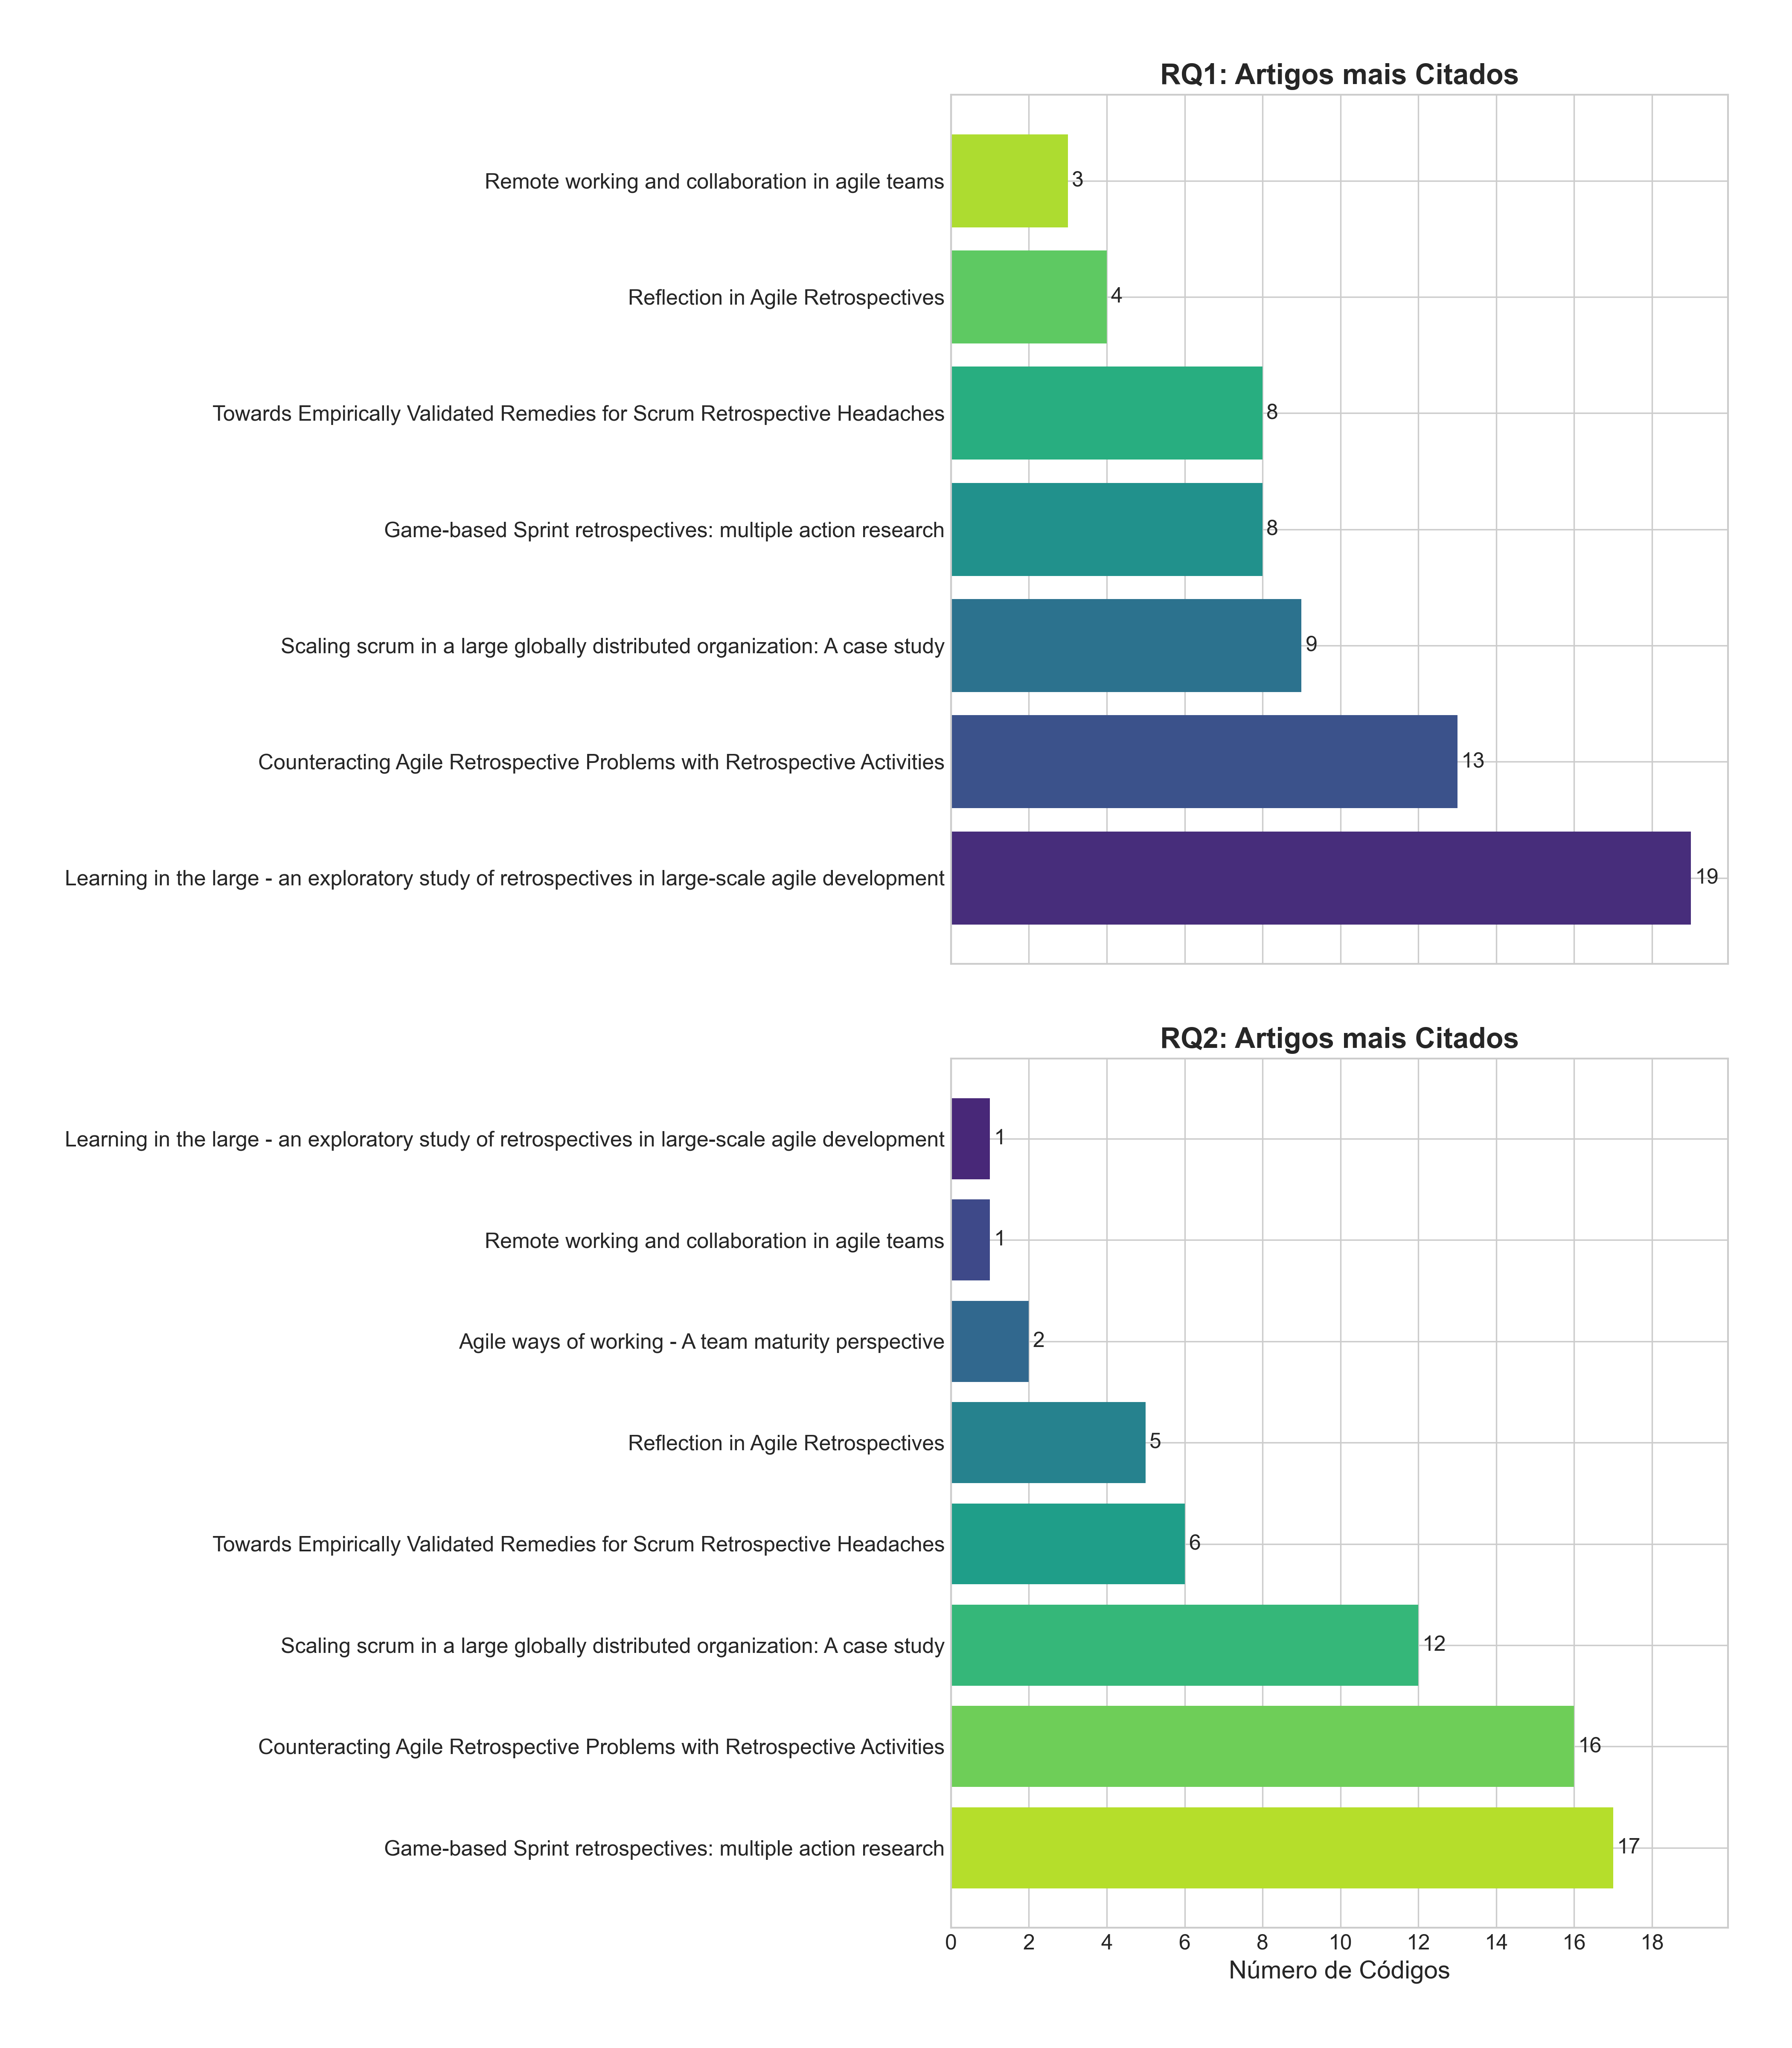 RQ1: Artigos mais Citados
Remote working and collaboration in agile teams
3
Reflection in Agile Retrospectives
4
Towards Empirically Validated Remedies for Scrum Retrospective Headaches
8
Game-based Sprint retrospectives: multiple action research
8
Scaling scrum in a large globally distributed organization: A case study
9
Counteracting Agile Retrospective Problems with Retrospective Activities
13
Learning in the large - an exploratory study of retrospectives in large-scale agile development
19
RQ2: Artigos mais Citados
Learning in the large - an exploratory study of retrospectives in large-scale agile development
1
Remote working and collaboration in agile teams
1
Agile ways of working - A team maturity perspective
2
Reflection in Agile Retrospectives
5
Towards Empirically Validated Remedies for Scrum Retrospective Headaches
6
Scaling scrum in a large globally distributed organization: A case study
12
Counteracting Agile Retrospective Problems with Retrospective Activities
16
Game-based Sprint retrospectives: multiple action research
17
0 2 4 6 8 10 12 14 16 18
Número de Códigos